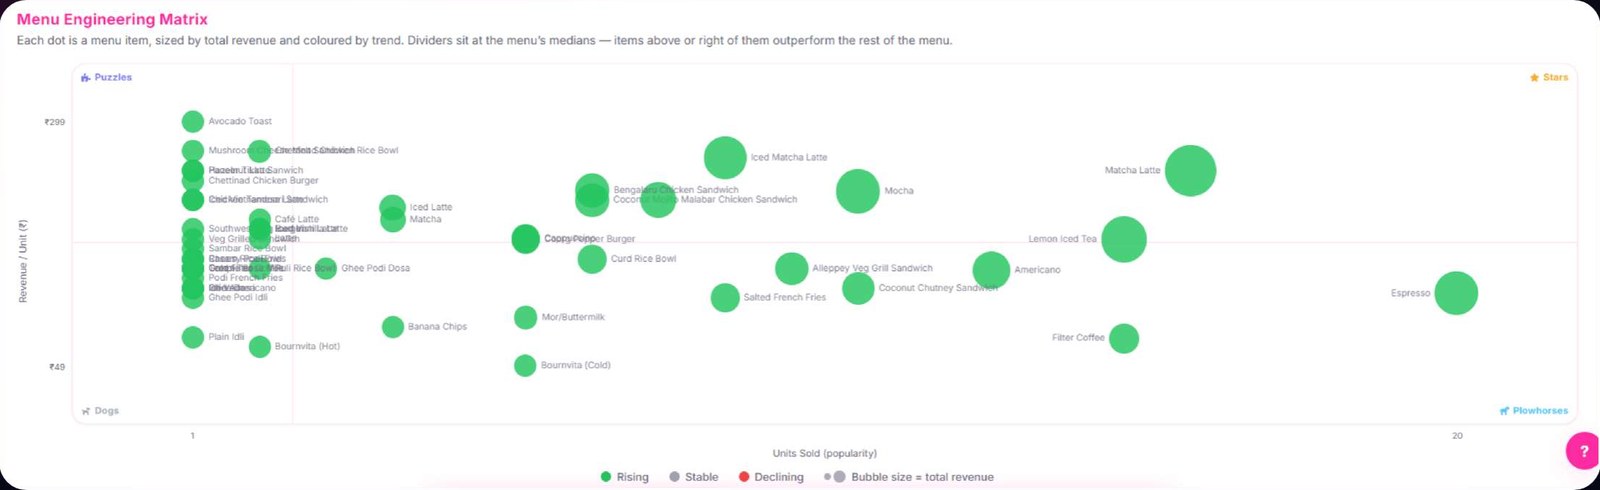 Menu Engineering Matrix
Each dot is a menu item, sized by total revenue and coloured by trend. Dividers sit at the menu's medians — items above or right of them outperform the rest of the menu.
Puzzles
Stars
₹299
Avocado Toast
Mushroom
Rice Bowl
Iced Matcha Latte
Matcha Latte
Chettinad Chicken Burger
Bengaluru Chicken Sandwich
Mocha
Coconut
Malabar Chicken Sandwich
Iced Latte
Café Latte
Matcha
Veg Grilled
Burger
Lemon Iced Tea
Sambar Rice Bowl
Curd Rice Bowl
Ghee Podi Dosa
Alleppey Veg Grill Sandwich
Americano
Podi French Fries
Coconut Chutney Sandwich
Espresso
Ghee Podi Idli
Salted French Fries
Mor/Buttermilk
Banana Chips
Plain Idli
Filter Coffee
Bournvita (Hot)
₹49
Bournvita (Cold)
Revenue / Unit (₹)
Dogs
Plowhorses
1
20
Units Sold (popularity)
Rising
Stable
Declining
Bubble size = total revenue
?